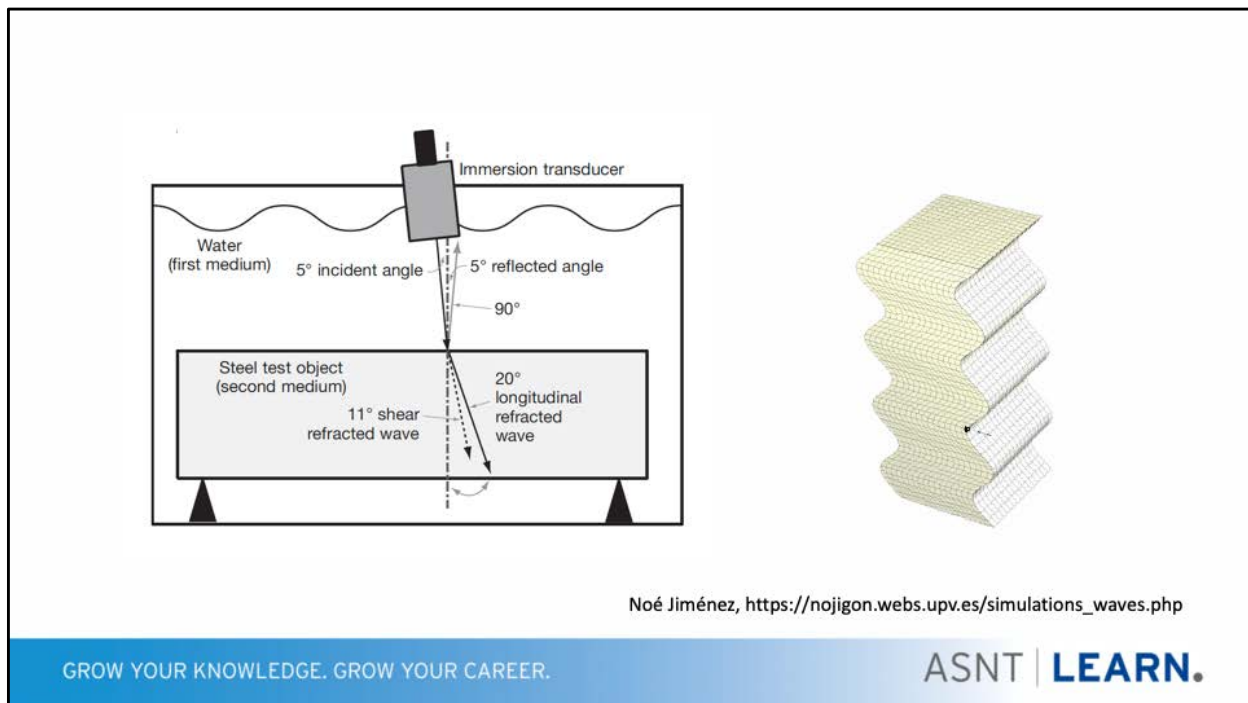 Immersion transducer
Water
(first medium)
5° incident angle
5° reflected angle
90°
Steel test object
(second medium)
20°
longitudinal
refracted
wave
11° shear
refracted wave
Noé Jiménez, https://nojigon.webs.upv.es/simulations_waves.php
GROW YOUR KNOWLEDGE. GROW YOUR CAREER.
ASNT | LEARN.